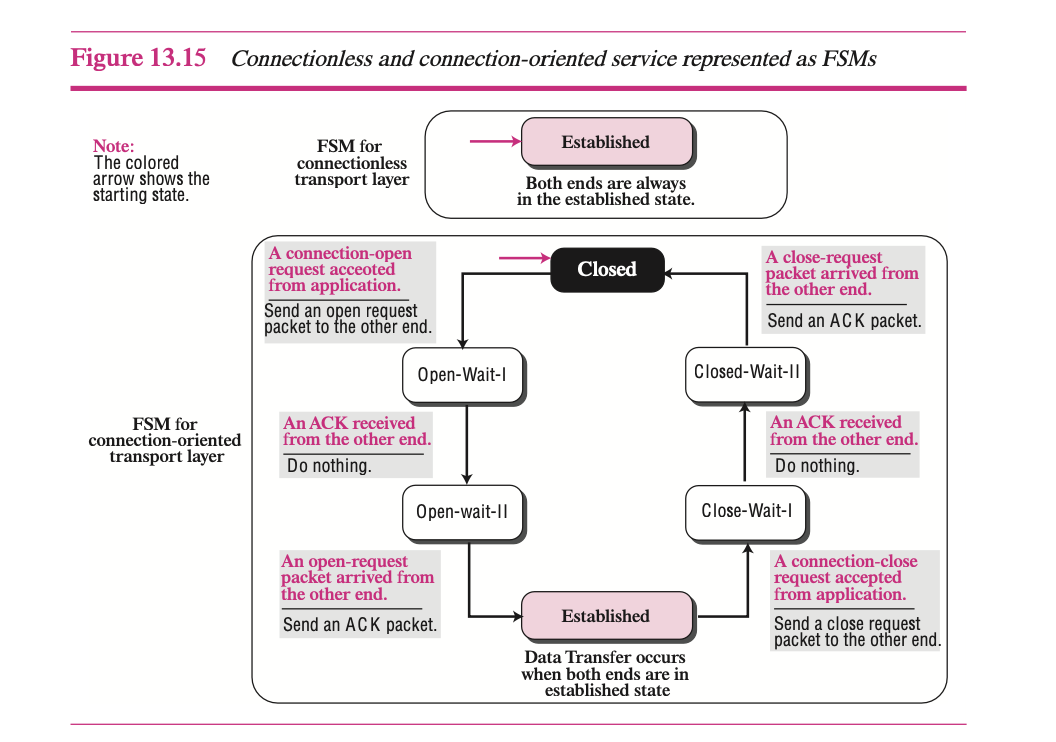 Figure 13.15 Connectionless and connection-oriented service represented as FSMs
Note:
The colored
arrow shows the
starting state.
FSM for
connectionless
transport layer
Established
Both ends are always
in the established state.
A connection-open
request acceoted
from application.
Send an open request
packet to the other end.
Closed
A close-request
packet arrived from
the other end.
Send an ACK packet.
Open-Wait-I
Closed-Wait-II
FSM for
connection-oriented
transport layer
An ACK received
from the other end.
Do nothing.
An ACK received
from the other end.
Do nothing.
Open-wait-II
Close-Wait-I
An open-request
packet arrived from
the other end.
Send an ACK packet.
Established
Data Transfer occurs
when both ends are in
established state
A connection-close
request accepted
from application.
Send a close request
packet to the other end.